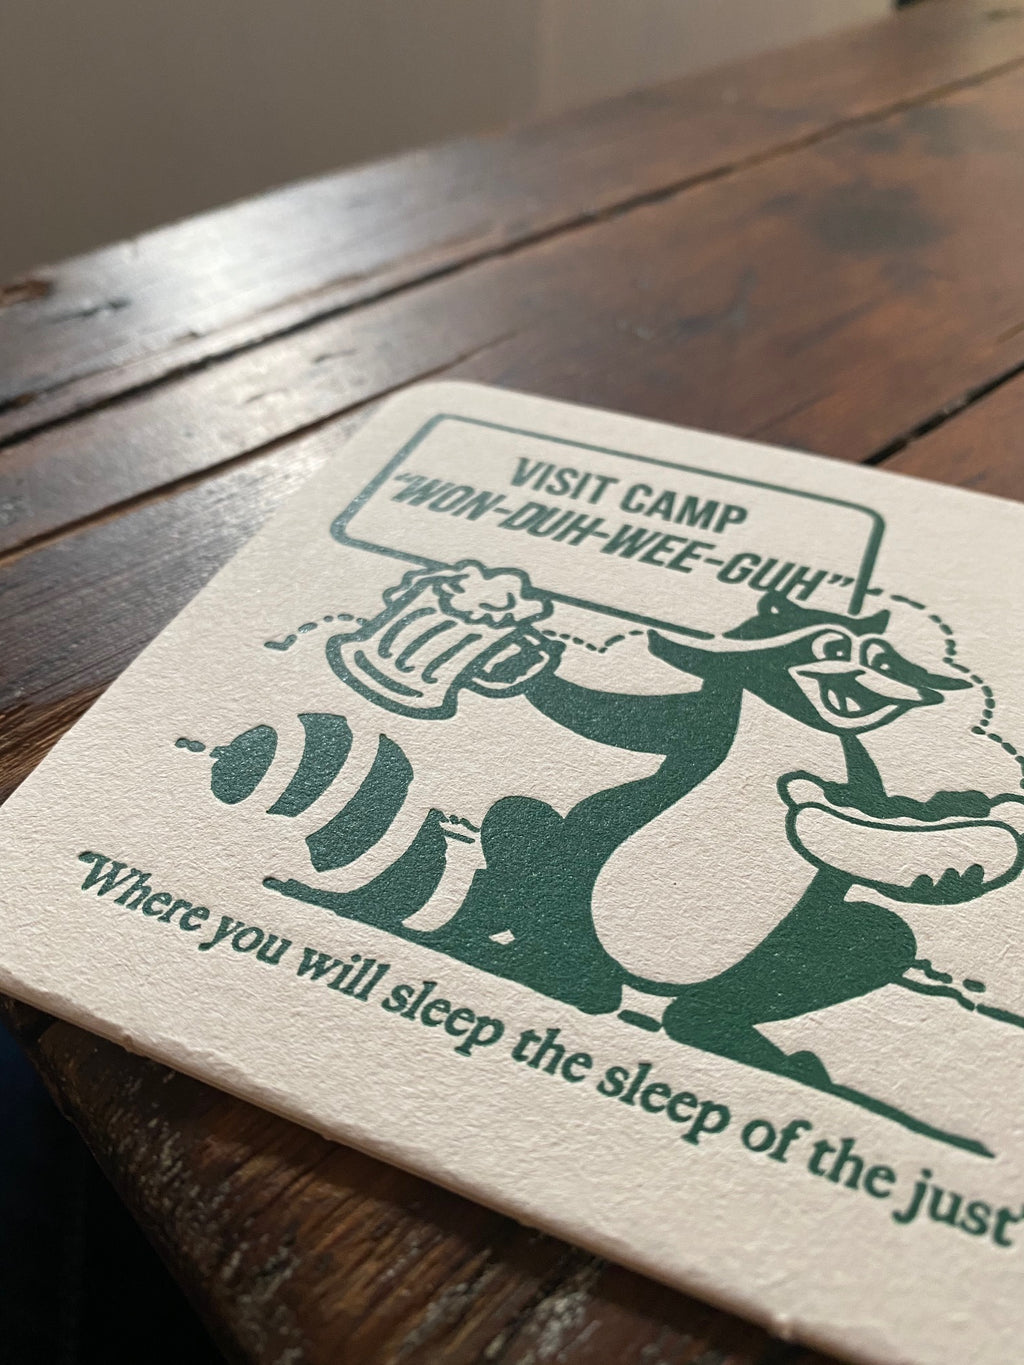 VISIT CAMP
“WON-DUH-WEE-GUH”
“Where you will sleep the sleep of the just”